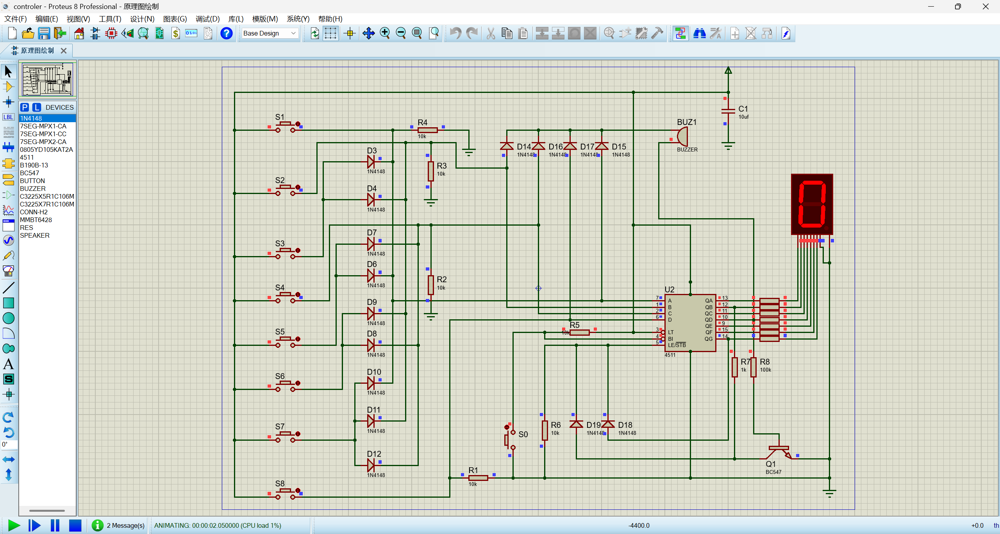 controler - Proteus 8 Professional - 原理图绘制
文件(F) 编辑(E) 视图(V) 工具(T) 设计(N) 图表(G) 调试(D) 库(L) 模版(M) 系统(Y) 帮助(H)
Base Design
原理图绘制
P L DEVICES
1N4148
7SEG-MPX1-CA
7SEG-MPX1-CC
7SEG-MPX2-CA
0805YD105KAT2A
4511
B190B-13
BC547
BUTTON
BUZZER
C3225X5R1C106M
C3225X7R1C106M
CONN-H2
MMBT6428
RES
SPEAKER
LBL
A
S
0°
S1
S2
S3
S4
S5
S6
S7
S8
D3
1N4148
D4
1N4148
D7
1N4148
D6
1N4148
D9
1N4148
D8
1N4148
D10
1N4148
D11
1N4148
D12
1N4148
R4
10k
R3
10k
R2
10k
R1
10k
D14
1N4148
D16
1N4148
D17
1N4148
D15
1N4148
BUZ1
BUZZER
C1
10uf
0
R5
10k
U2
7 A QA 13
1 B QB 12
2 C QC 11
6 D QD 10
QE 9
3 LT QF 15
4 BI QG 14
5 LE/STB
4511
R7
1k
R8
100k
S0
R6
10k
D19
1N4148
D18
1N4148
Q1
BC547
2 Message(s) ANIMATING: 00:00:02.050000 (CPU load 1%) -4400.0 +0.0 th